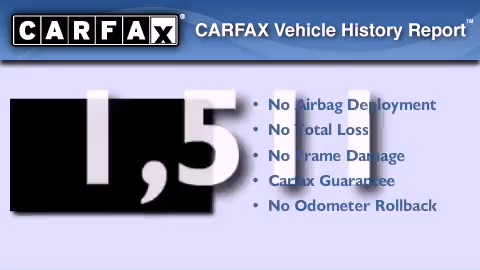 CARFAX® CARFAX Vehicle History Report™
1,511
• No Airbag Deployment
• No Total Loss
• No Frame Damage
• Carfax Guarantee
• No Odometer Rollback